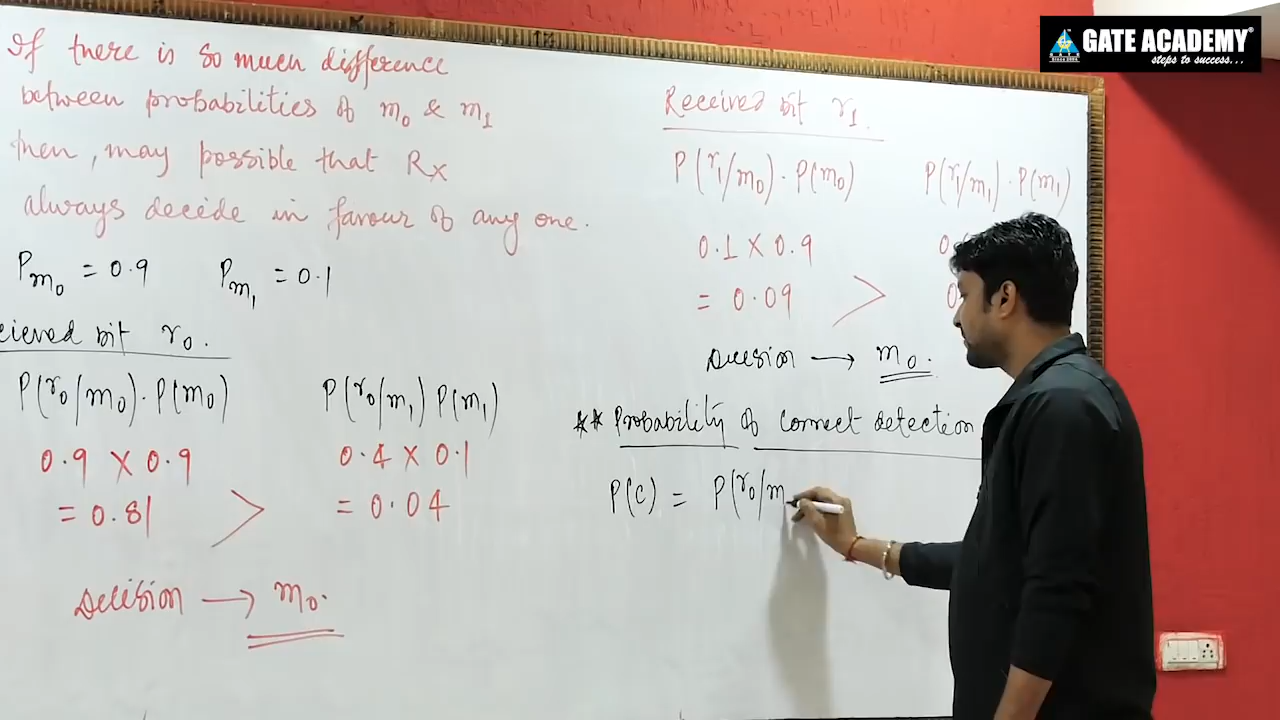 If there is so much difference
between probabilities of m₀ & m₁
then, may possible that Rx
always decide in favour of any one.
Pm₀ = 0.9 Pm₁ = 0.1
ecieved bit r₀.
P(r₀/m₀)·P(m₀) P(r₀/m₁) P(m₁)
0.9 X 0.9 0.4 X 0.1
= 0.81 > = 0.04
Decision → m₀.
Received bit r₁.
P(r₁/m₀)·P(m₀) P(r₁/m₁)·P(m₁)
0.1 X 0.9
= 0.09 >
Decision → m₀.
** Probability of correct detection
P(c) = P(r₀/m
GATE ACADEMY®
steps to success...